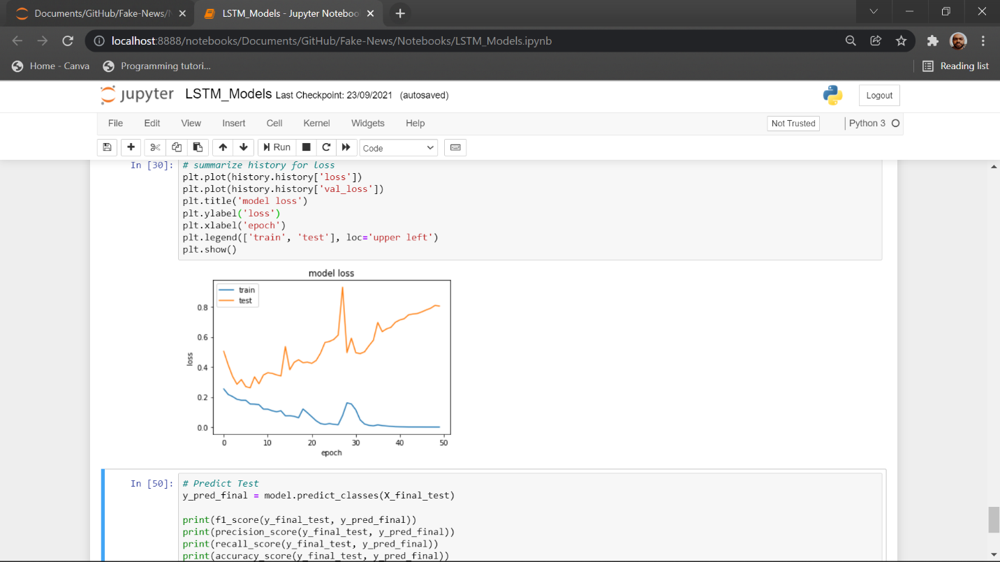 Documents/GitHub/Fake-News/N
LSTM_Models - Jupyter Noteboo
localhost:8888/notebooks/Documents/GitHub/Fake-News/Notebooks/LSTM_Models.ipynb
Home - Canva
Programming tutori...
Reading list
jupyter LSTM_Models Last Checkpoint: 23/09/2021 (autosaved)
Logout
File Edit View Insert Cell Kernel Widgets Help
Not Trusted
Python 3
Run
Code
In [30]: # summarize history for loss
plt.plot(history.history['loss'])
plt.plot(history.history['val_loss'])
plt.title('model loss')
plt.ylabel('loss')
plt.xlabel('epoch')
plt.legend(['train', 'test'], loc='upper left')
plt.show()
model loss
train
test
0.8
0.6
0.4
0.2
0.0
loss
0 10 20 30 40 50
epoch
In [50]: # Predict Test
y_pred_final = model.predict_classes(X_final_test)
print(f1_score(y_final_test, y_pred_final))
print(precision_score(y_final_test, y_pred_final))
print(recall_score(y_final_test, y_pred_final))
print(accuracy_score(y_final_test, y_pred_final))